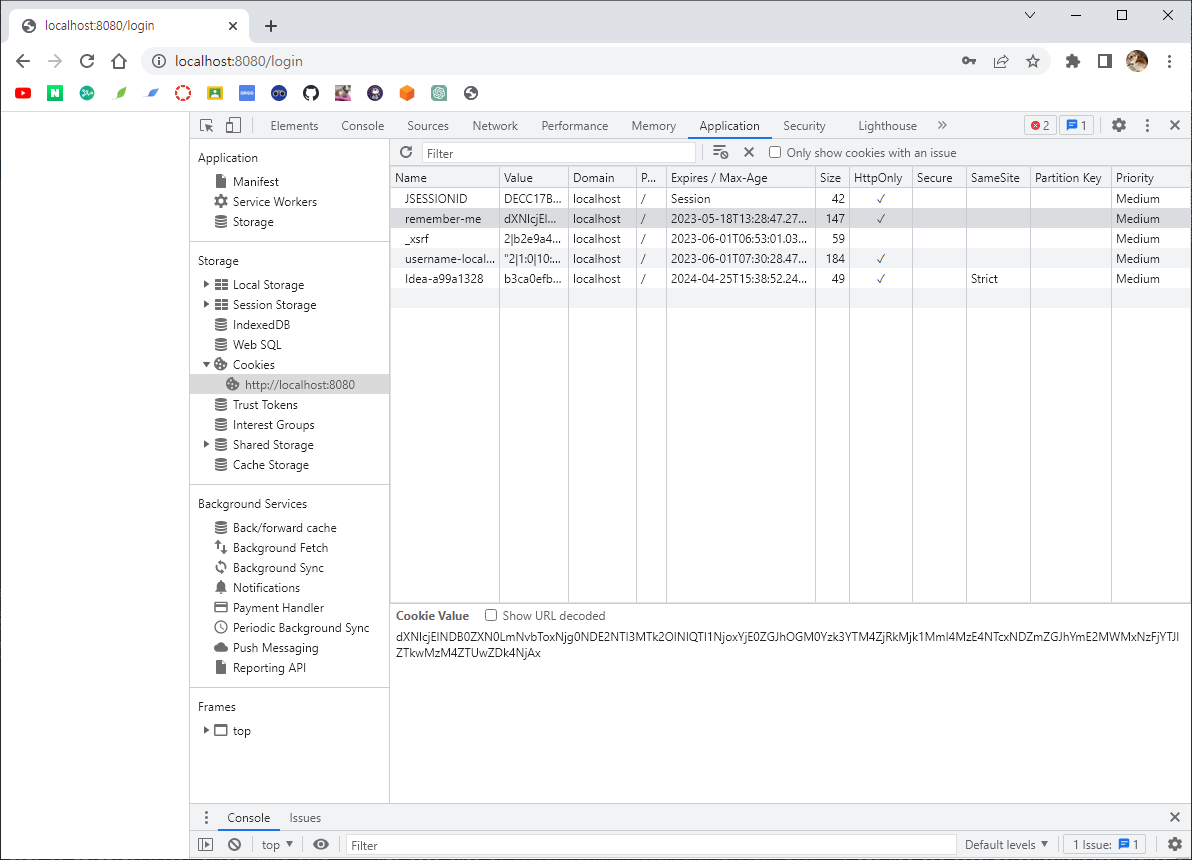 localhost:8080/login
localhost:8080/login
Elements Console Sources Network Performance Memory Application Security Lighthouse 2 1
Application
Manifest
Service Workers
Storage
Storage
Local Storage
Session Storage
IndexedDB
Web SQL
Cookies
http://localhost:8080
Trust Tokens
Interest Groups
Shared Storage
Cache Storage
Background Services
Back/forward cache
Background Fetch
Background Sync
Notifications
Payment Handler
Periodic Background Sync
Push Messaging
Reporting API
Frames
top
Filter Only show cookies with an issue
Name Value Domain P... Expires / Max-Age Size HttpOnly Secure SameSite Partition Key Priority
JSESSIONID DECC17B... localhost / Session 42 ✓ Medium
remember-me dXNlcjEl... localhost / 2023-05-18T13:28:47.27... 147 ✓ Medium
_xsrf 2|b2e9a4... localhost / 2023-06-01T06:53:01.03... 59 Medium
username-local... "2|1:0|10:... localhost / 2023-06-01T07:30:28.47... 184 ✓ Medium
Idea-a99a1328 b3ca0efb... localhost / 2024-04-25T15:38:52.24... 49 ✓ Strict Medium
Cookie Value Show URL decoded
dXNlcjElNDB0ZXN0LmNvbToxNjg0NDE2NTI3MTk2OlNIQTI1NjoxYjE0ZGJhOGM0Yzk3YTM4ZjRkMjk1MmI4MzE4NTcxNDZmZGJhYmE2MWMxNzFjYTJl
ZTkwMzM4ZTUwZDk4NjAx
Console Issues
top Filter Default levels 1 Issue: 1